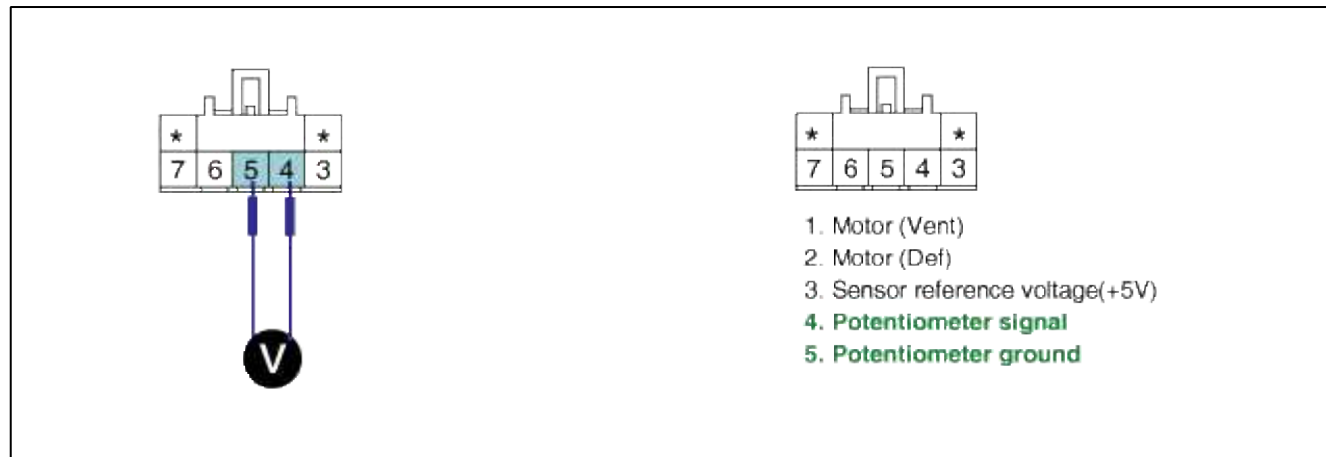 * *
7 6 5 4 3
V
* *
7 6 5 4 3
1. Motor (Vent)
2. Motor (Def)
3. Sensor reference voltage(+5V)
4. Potentiometer signal
5. Potentiometer ground